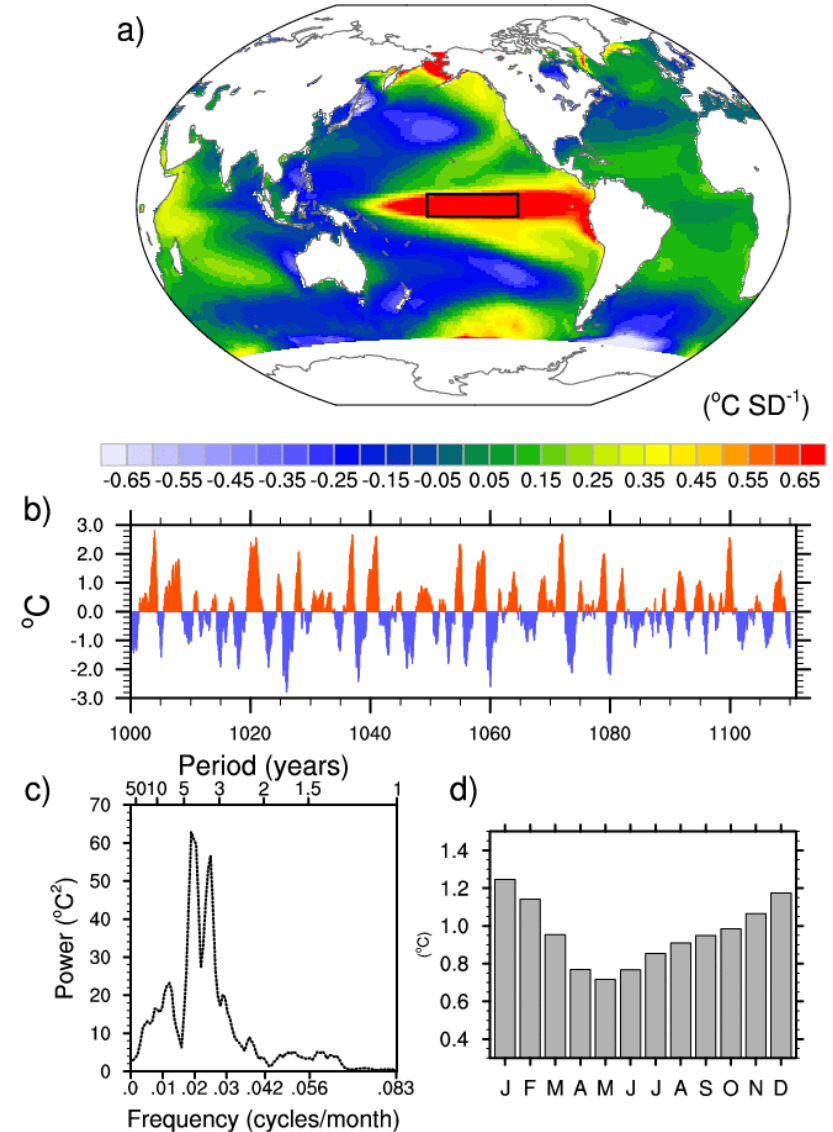 a)
(°C SD⁻¹)
-0.65 -0.55 -0.45 -0.35 -0.25 -0.15 -0.05 0.05 0.15 0.25 0.35 0.45 0.55 0.65
b)
°C
3.0
2.0
1.0
0.0
-1.0
-2.0
-3.0
1000 1020 1040 1060 1080 1100
c)
Period (years)
5010 5 3 2 1.5 1
Power (°C²)
70
60
50
40
30
20
10
0
.0 .01 .02 .03 .042 .056 .083
Frequency (cycles/month)
d)
(°C)
1.4
1.2
1.0
0.8
0.6
0.4
J F M A M J J A S O N D